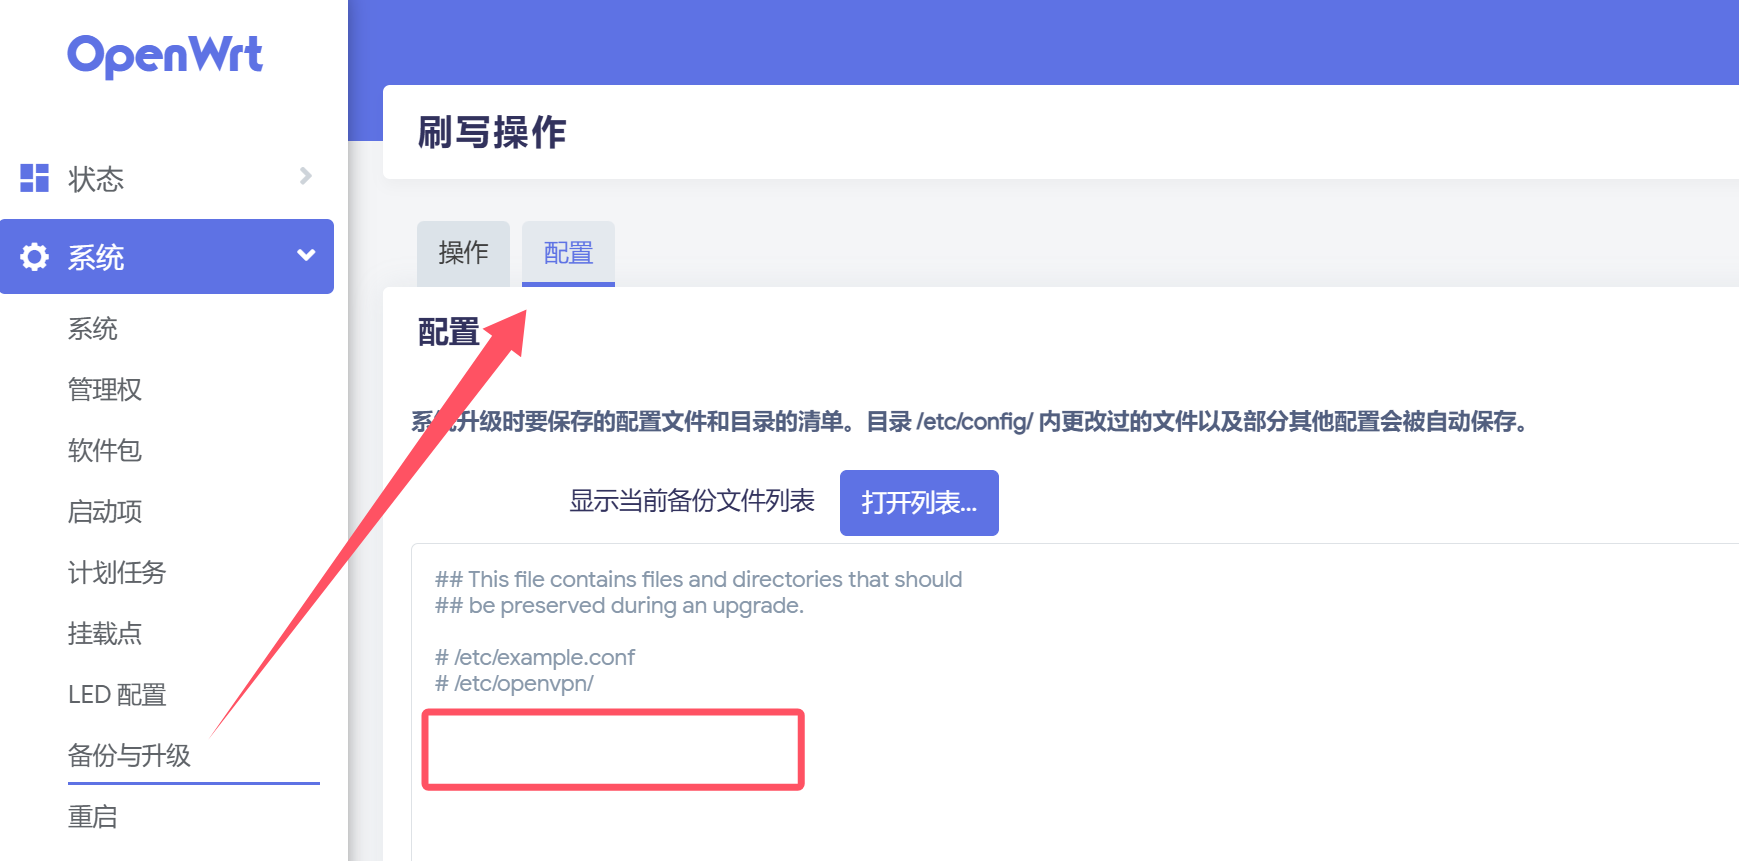 OpenWrt
状态
系统
系统
管理权
软件包
启动项
计划任务
挂载点
LED 配置
备份与升级
重启
刷写操作
操作
配置
配置
系统升级时要保存的配置文件和目录的清单。目录 /etc/config/ 内更改过的文件以及部分其他配置会被自动保存。
显示当前备份文件列表
打开列表...
## This file contains files and directories that should
## be preserved during an upgrade.
# /etc/example.conf
# /etc/openvpn/